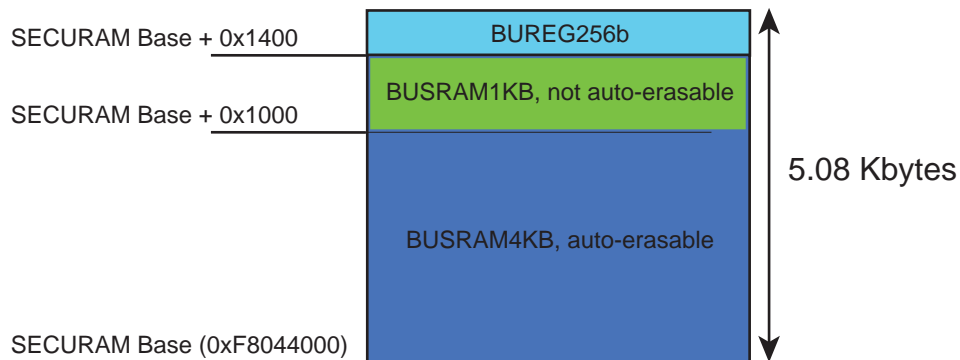 SECURAM Base + 0x1400
BUREG256b
BUSRAM1KB, not auto-erasable
SECURAM Base + 0x1000
5.08 Kbytes
BUSRAM4KB, auto-erasable
SECURAM Base (0xF8044000)